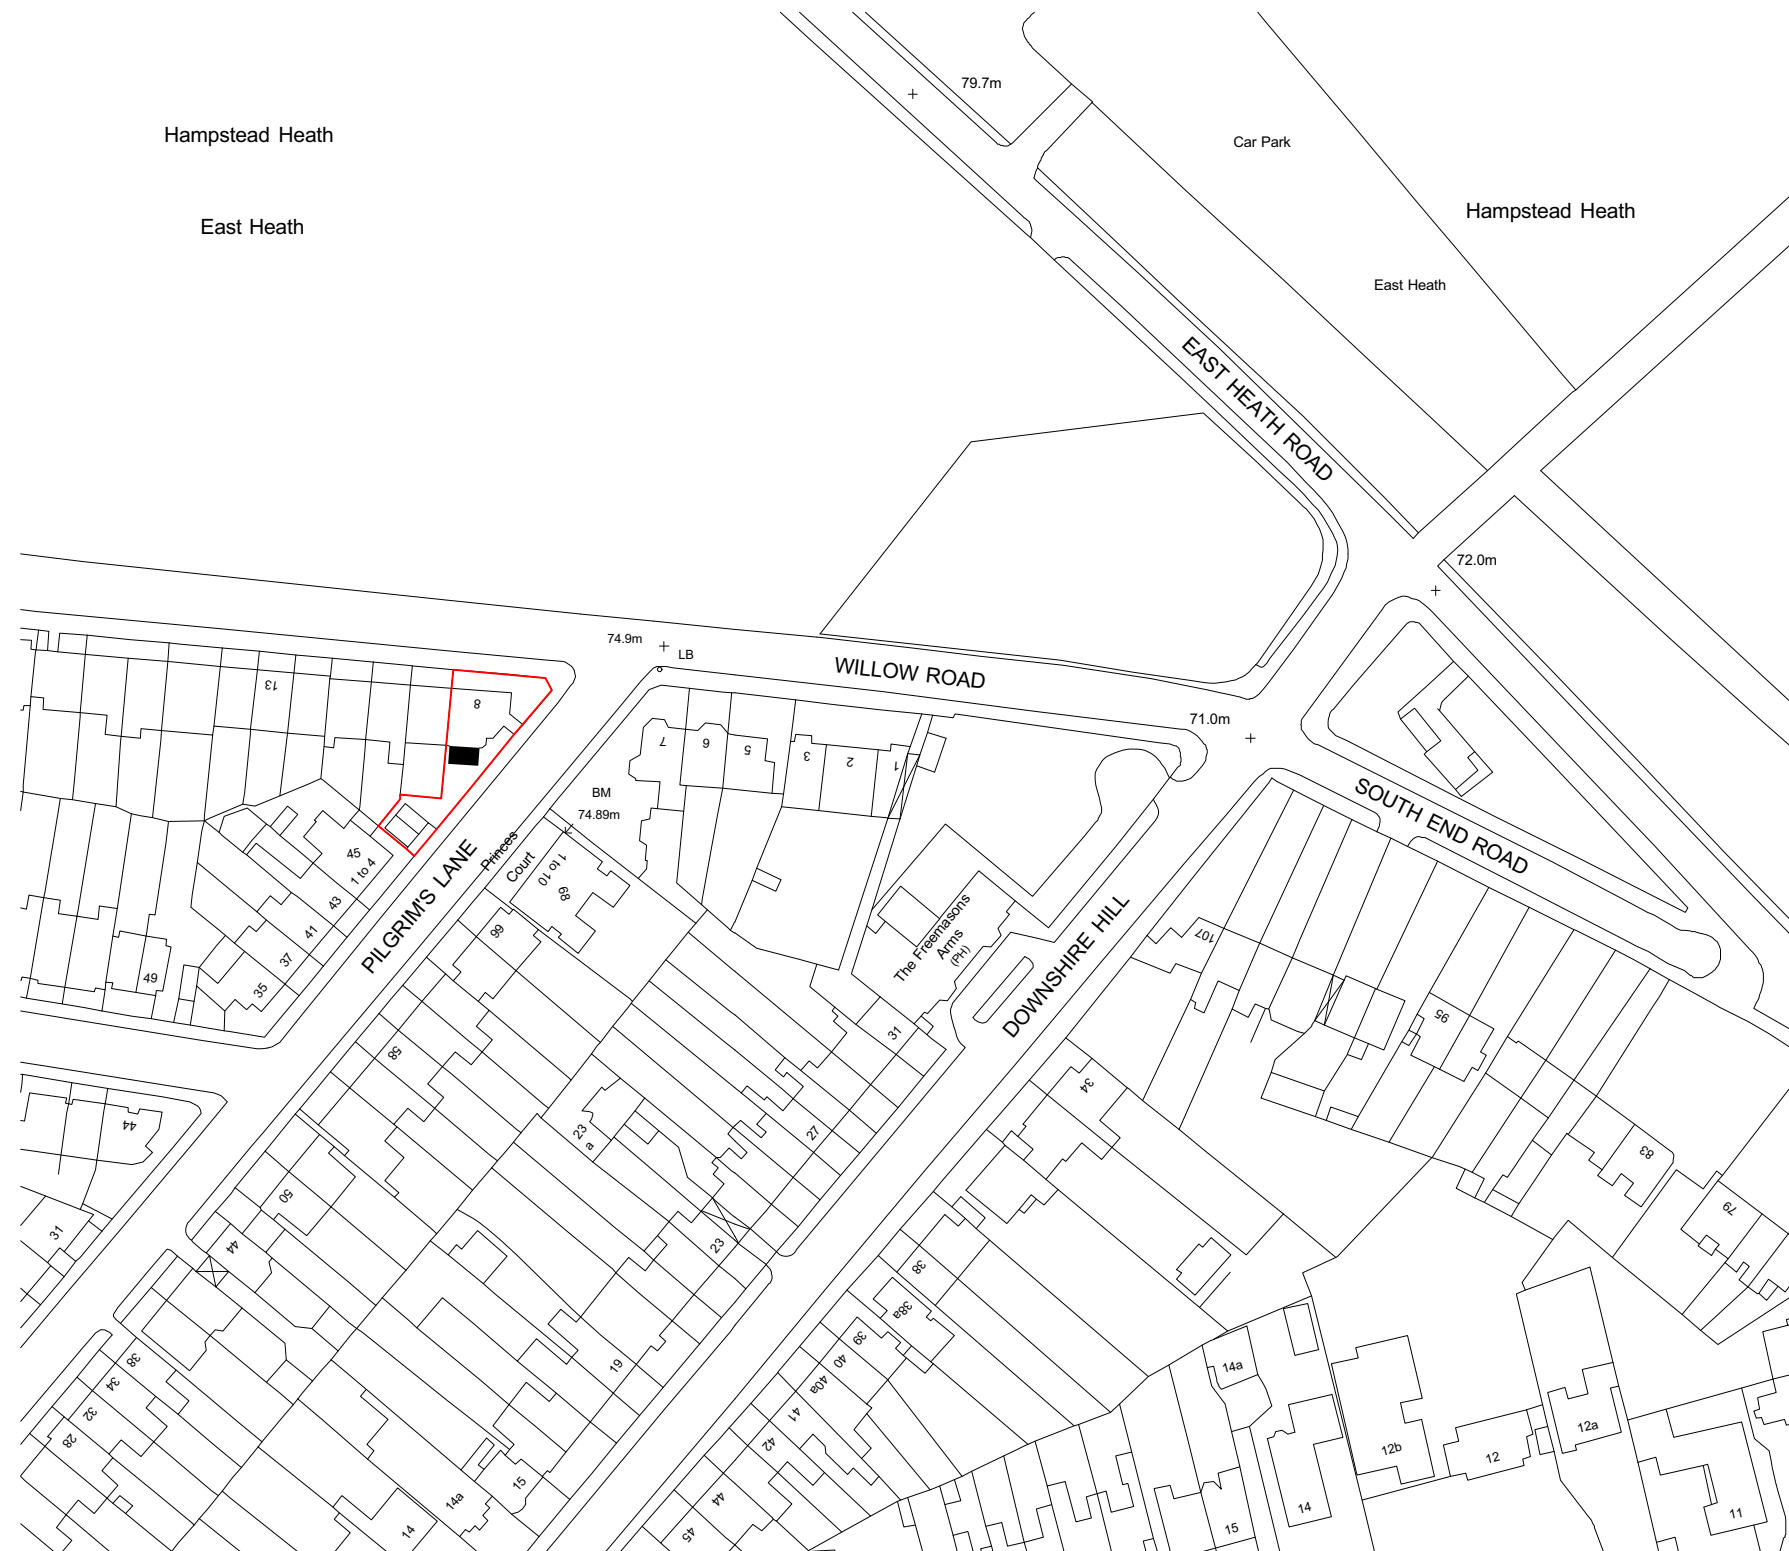 79.7m
Hampstead Heath
Car Park
Hampstead Heath
East Heath
East Heath
EAST HEATH ROAD
72.0m
74.9m
LB
WILLOW ROAD
13
8
71.0m
7
6
5
3
2
1
BM
74.89m
SOUTH END ROAD
45
1 to 4
Princes
Court
1 to 10
68
43
41
37
35
49
PILGRIM'S LANE
66
The Freemasons
Arms
(PH)
DOWNSHIRE HILL
107
95
31
58
34
44
23
a
27
83
79
50
31
44
23
38
38a
39
40
40a
41
42
44
45
19
38
34
32
28
14a
15
14
14a
12b
12
12a
14
15
11